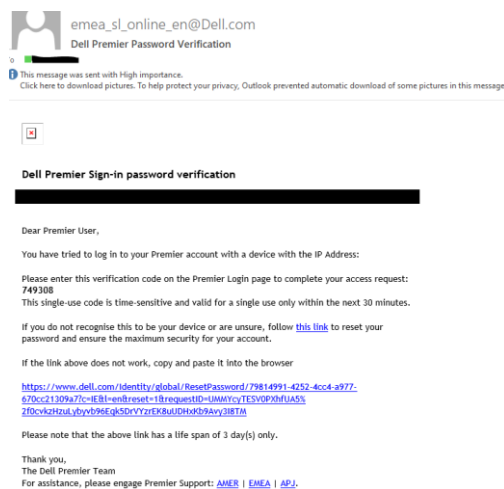 emea_sl_online_en@Dell.com
Dell Premier Password Verification
o
This message was sent with High importance.
Click here to download pictures. To help protect your privacy, Outlook prevented automatic download of some pictures in this message
Dell Premier Sign-in password verification
Dear Premier User,
You have tried to log in to your Premier account with a device with the IP Address:
Please enter this verification code on the Premier Login page to complete your access request:
749308
This single-use code is time-sensitive and valid for a single use only within the next 30 minutes.
If you do not recognise this to be your device or are unsure, follow this link to reset your
password and ensure the maximum security for your account.
If the link above does not work, copy and paste it into the browser
https://www.dell.com/Identity/global/ResetPassword/79814991-4252-4cc4-a977-
670cc21309a7?c=IE&l=en&reset=1&requestID=UMMYcyTESV0PXhfUA5%
2f0cvkzHzuLybyvb96Eqk5DrVYzrEK8uUDHxKb9Avy3I8TM
Please note that the above link has a life span of 3 day(s) only.
Thank you,
The Dell Premier Team
For assistance, please engage Premier Support: AMER | EMEA | APJ.